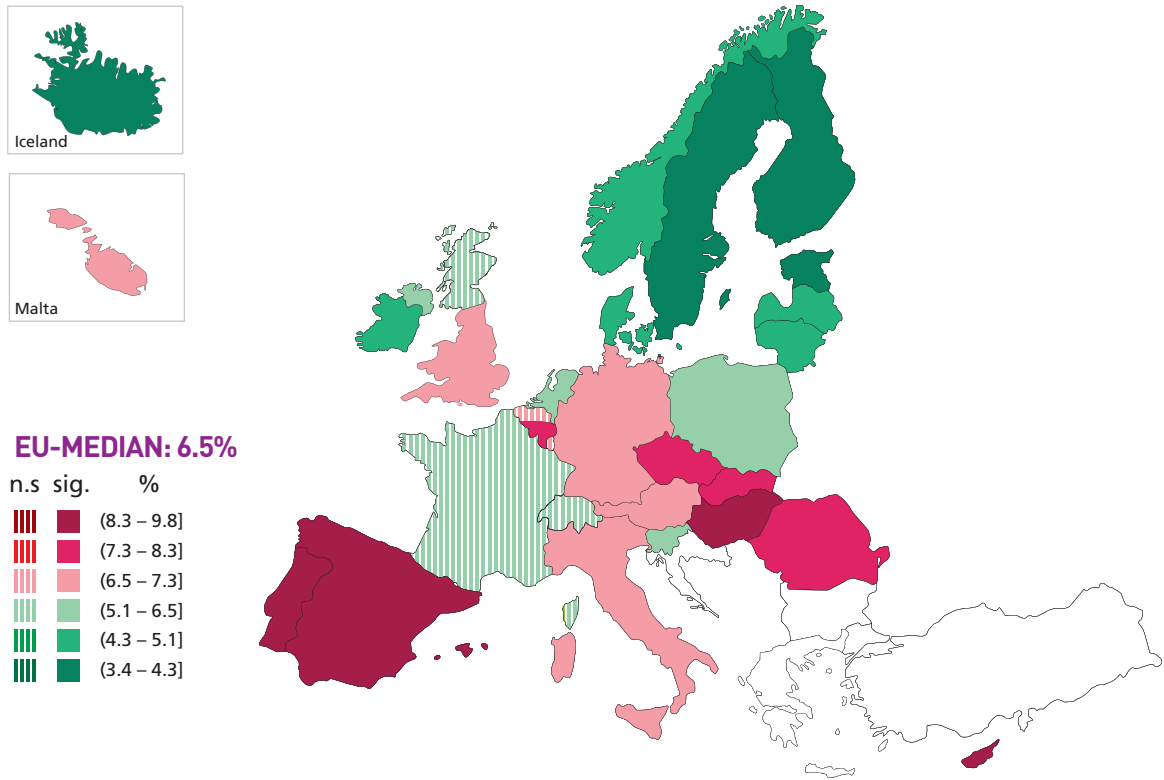 Iceland
Malta
EU-MEDIAN: 6.5%
n.s sig. %
(8.3 – 9.8]
(7.3 – 8.3]
(6.5 – 7.3]
(5.1 – 6.5]
(4.3 – 5.1]
(3.4 – 4.3]